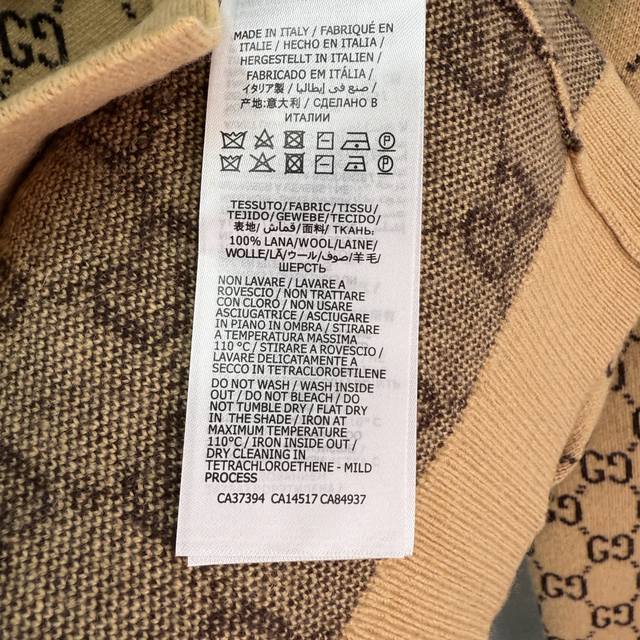 MADE IN ITALY / FABRIQUÉ EN
ITALIE / HECHO EN ITALIA /
HERGESTELLT IN ITALIEN /
FABRICADO EM ITÁLIA /
イタリア製 / صنع في إيطاليا /
产地:意大利 / СДЕЛАНО В
ИТАЛИИ
P
P
TESSUTO/FABRIC/TISSU/
TEJIDO/GEWEBE/TECIDO/
表地/قماش/面料/ ТКАНЬ:
100% LANA/WOOL/LAINE/
WOLLE/LÃ/ウール/صوف/羊毛/
ШЕРСТЬ
NON LAVARE / LAVARE A
ROVESCIO / NON TRATTARE
CON CLORO / NON USARE
ASCIUGATRICE / ASCIUGARE
IN PIANO IN OMBRA / STIRARE
A TEMPERATURA MASSIMA
110 °C / STIRARE A ROVESCIO /
LAVARE DELICATAMENTE A
SECCO IN TETRACLOROETILENE
DO NOT WASH / WASH INSIDE
OUT / DO NOT BLEACH / DO
NOT TUMBLE DRY / FLAT DRY
IN THE SHADE / IRON AT
MAXIMUM TEMPERATURE
110°C / IRON INSIDE OUT /
DRY CLEANING IN
TETRACHLOROETHENE - MILD
PROCESS
CA37394 CA14517 CA84937